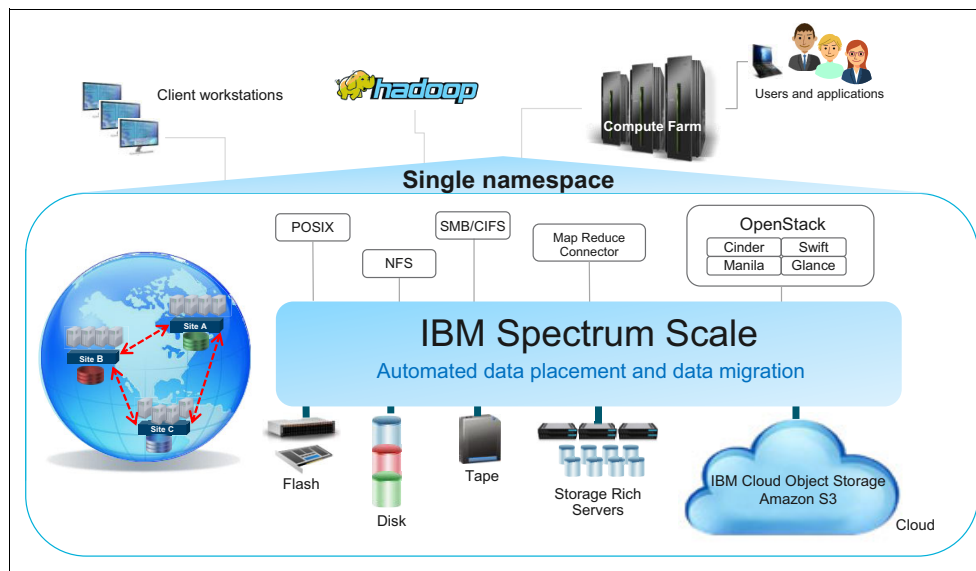 Client workstations
hadoop
Compute Farm
Users and applications
Single namespace
POSIX
NFS
SMB/CIFS
Map Reduce
Connector
OpenStack
Cinder
Swift
Manila
Glance
Site A
Site B
Site C
IBM Spectrum Scale
Automated data placement and data migration
Flash
Disk
Tape
Storage Rich
Servers
IBM Cloud Object Storage
Amazon S3
Cloud